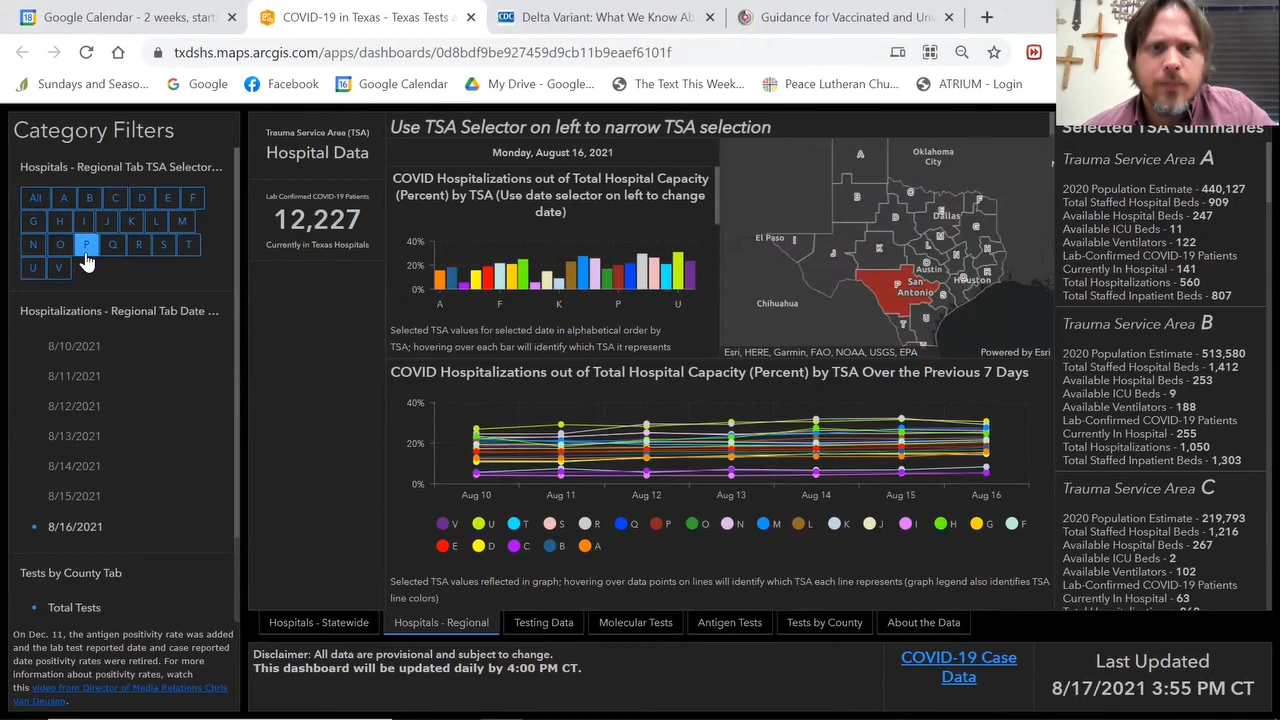 Google Calendar - 2 weeks, start
COVID-19 in Texas - Texas Tests a
CDC
Delta Variant: What We Know Ab
Guidance for Vaccinated and Unv
txdshs.maps.arcgis.com/apps/dashboards/0d8bdf9be927459d9cb11b9eaef6101f
Sundays and Seaso...
Google
Facebook
Google Calendar
My Drive - Google...
The Text This Week...
Peace Lutheran Chu...
ATRIUM - Login
Category Filters
Hospitals - Regional Tab TSA Selector...
All A B C D E F
G H I J K L M
N O P Q R S T
U V
Hospitalizations - Regional Tab Date ...
8/10/2021
8/11/2021
8/12/2021
8/13/2021
8/14/2021
8/15/2021
8/16/2021
Tests by County Tab
Total Tests
On Dec. 11, the antigen positivity rate was added
and the lab test reported date and case reported
date positivity rates were retired. For more
information about positivity rates, watch
this video from Director of Media Relations Chris
Van Deusen.
Trauma Service Area (TSA)
Hospital Data
Lab Confirmed COVID-19 Patients
12,227
Currently in Texas Hospitals
Use TSA Selector on left to narrow TSA selection
Monday, August 16, 2021
COVID Hospitalizations out of Total Hospital Capacity
(Percent) by TSA (Use date selector on left to change
date)
40%
20%
0%
A F K P U
Selected TSA values for selected date in alphabetical order by
TSA; hovering over each bar will identify which TSA it represents
Oklahoma
City
A
B
C
D
E
F
G
Dallas
El Paso
I
J
K
L
M
N
H
Austin
Houston
P
San
Antonio
S
R
Q
T
U
Chihuahua
Esri, HERE, Garmin, FAO, NOAA, USGS, EPA
Powered by Esri
COVID Hospitalizations out of Total Hospital Capacity (Percent) by TSA Over the Previous 7 Days
40%
20%
0%
Aug 10 Aug 11 Aug 12 Aug 13 Aug 14 Aug 15 Aug 16
V U T S R Q P O N M L K J I H G F
E D C B A
Selected TSA values reflected in graph; hovering over data points on lines will identify which TSA each line represents (graph legend also identifies TSA
line colors)
Selected TSA Summaries
Trauma Service Area A
2020 Population Estimate - 440,127
Total Staffed Hospital Beds - 909
Available Hospital Beds - 247
Available ICU Beds - 11
Available Ventilators - 122
Lab-Confirmed COVID-19 Patients
Currently In Hospital - 141
Total Hospitalizations - 560
Total Staffed Inpatient Beds - 807
Trauma Service Area B
2020 Population Estimate - 513,580
Total Staffed Hospital Beds - 1,412
Available Hospital Beds - 253
Available ICU Beds - 9
Available Ventilators - 188
Lab-Confirmed COVID-19 Patients
Currently In Hospital - 255
Total Hospitalizations - 1,050
Total Staffed Inpatient Beds - 1,303
Trauma Service Area C
2020 Population Estimate - 219,793
Total Staffed Hospital Beds - 1,216
Available Hospital Beds - 267
Available ICU Beds - 2
Available Ventilators - 102
Lab-Confirmed COVID-19 Patients
Currently In Hospital - 63
Hospitals - Statewide
Hospitals - Regional
Testing Data
Molecular Tests
Antigen Tests
Tests by County
About the Data
Disclaimer: All data are provisional and subject to change.
This dashboard will be updated daily by 4:00 PM CT.
COVID-19 Case
Data
Last Updated
8/17/2021 3:55 PM CT